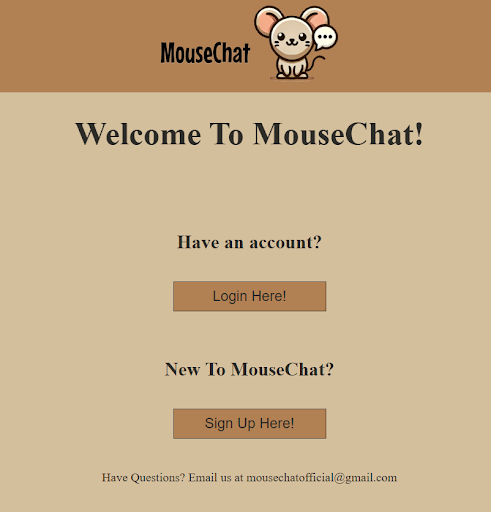 MouseChat
Welcome To MouseChat!
Have an account?
Login Here!
New To MouseChat?
Sign Up Here!
Have Questions? Email us at mousechatofficial@gmail.com